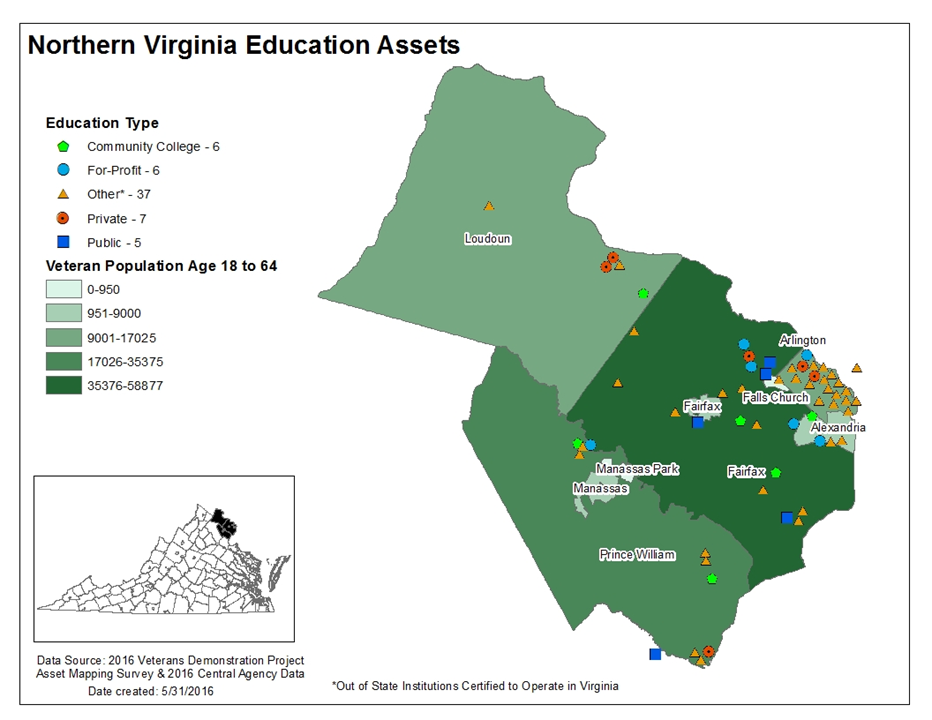 Northern Virginia Education Assets
Education Type
Community College - 6
For-Profit - 6
Other* - 37
Private - 7
Public - 5
Veteran Population Age 18 to 64
0-950
951-9000
9001-17025
17026-35375
35376-58877
Loudoun
Arlington
Falls Church
Fairfax
Alexandria
Manassas Park
Fairfax
Manassas
Prince William
Data Source: 2016 Veterans Demonstration Project
Asset Mapping Survey & 2016 Central Agency Data
Date created: 5/31/2016
*Out of State Institutions Certified to Operate in Virginia